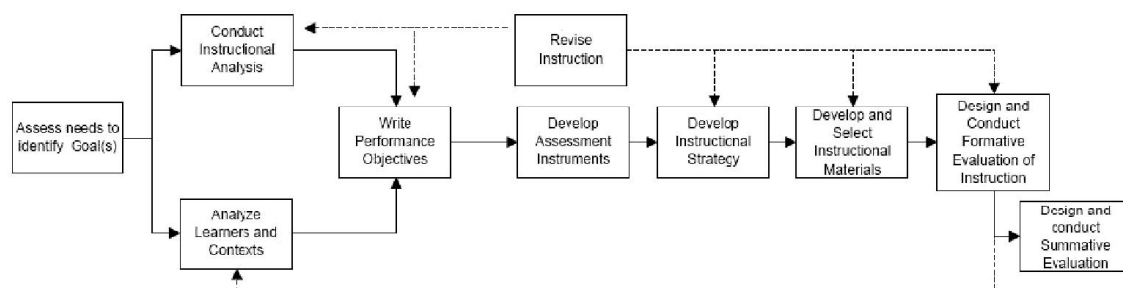 Conduct
Instructional
Analysis
Revise
Instruction
Assess needs to
identify Goal(s)
Write
Performance
Objectives
Develop
Assessment
Instruments
Develop
Instructional
Strategy
Develop and
Select
Instructional
Materials
Design and
Conduct
Formative
Evaluation of
Instruction
Analyze
Learners and
Contexts
Design and
conduct
Summative
Evaluation